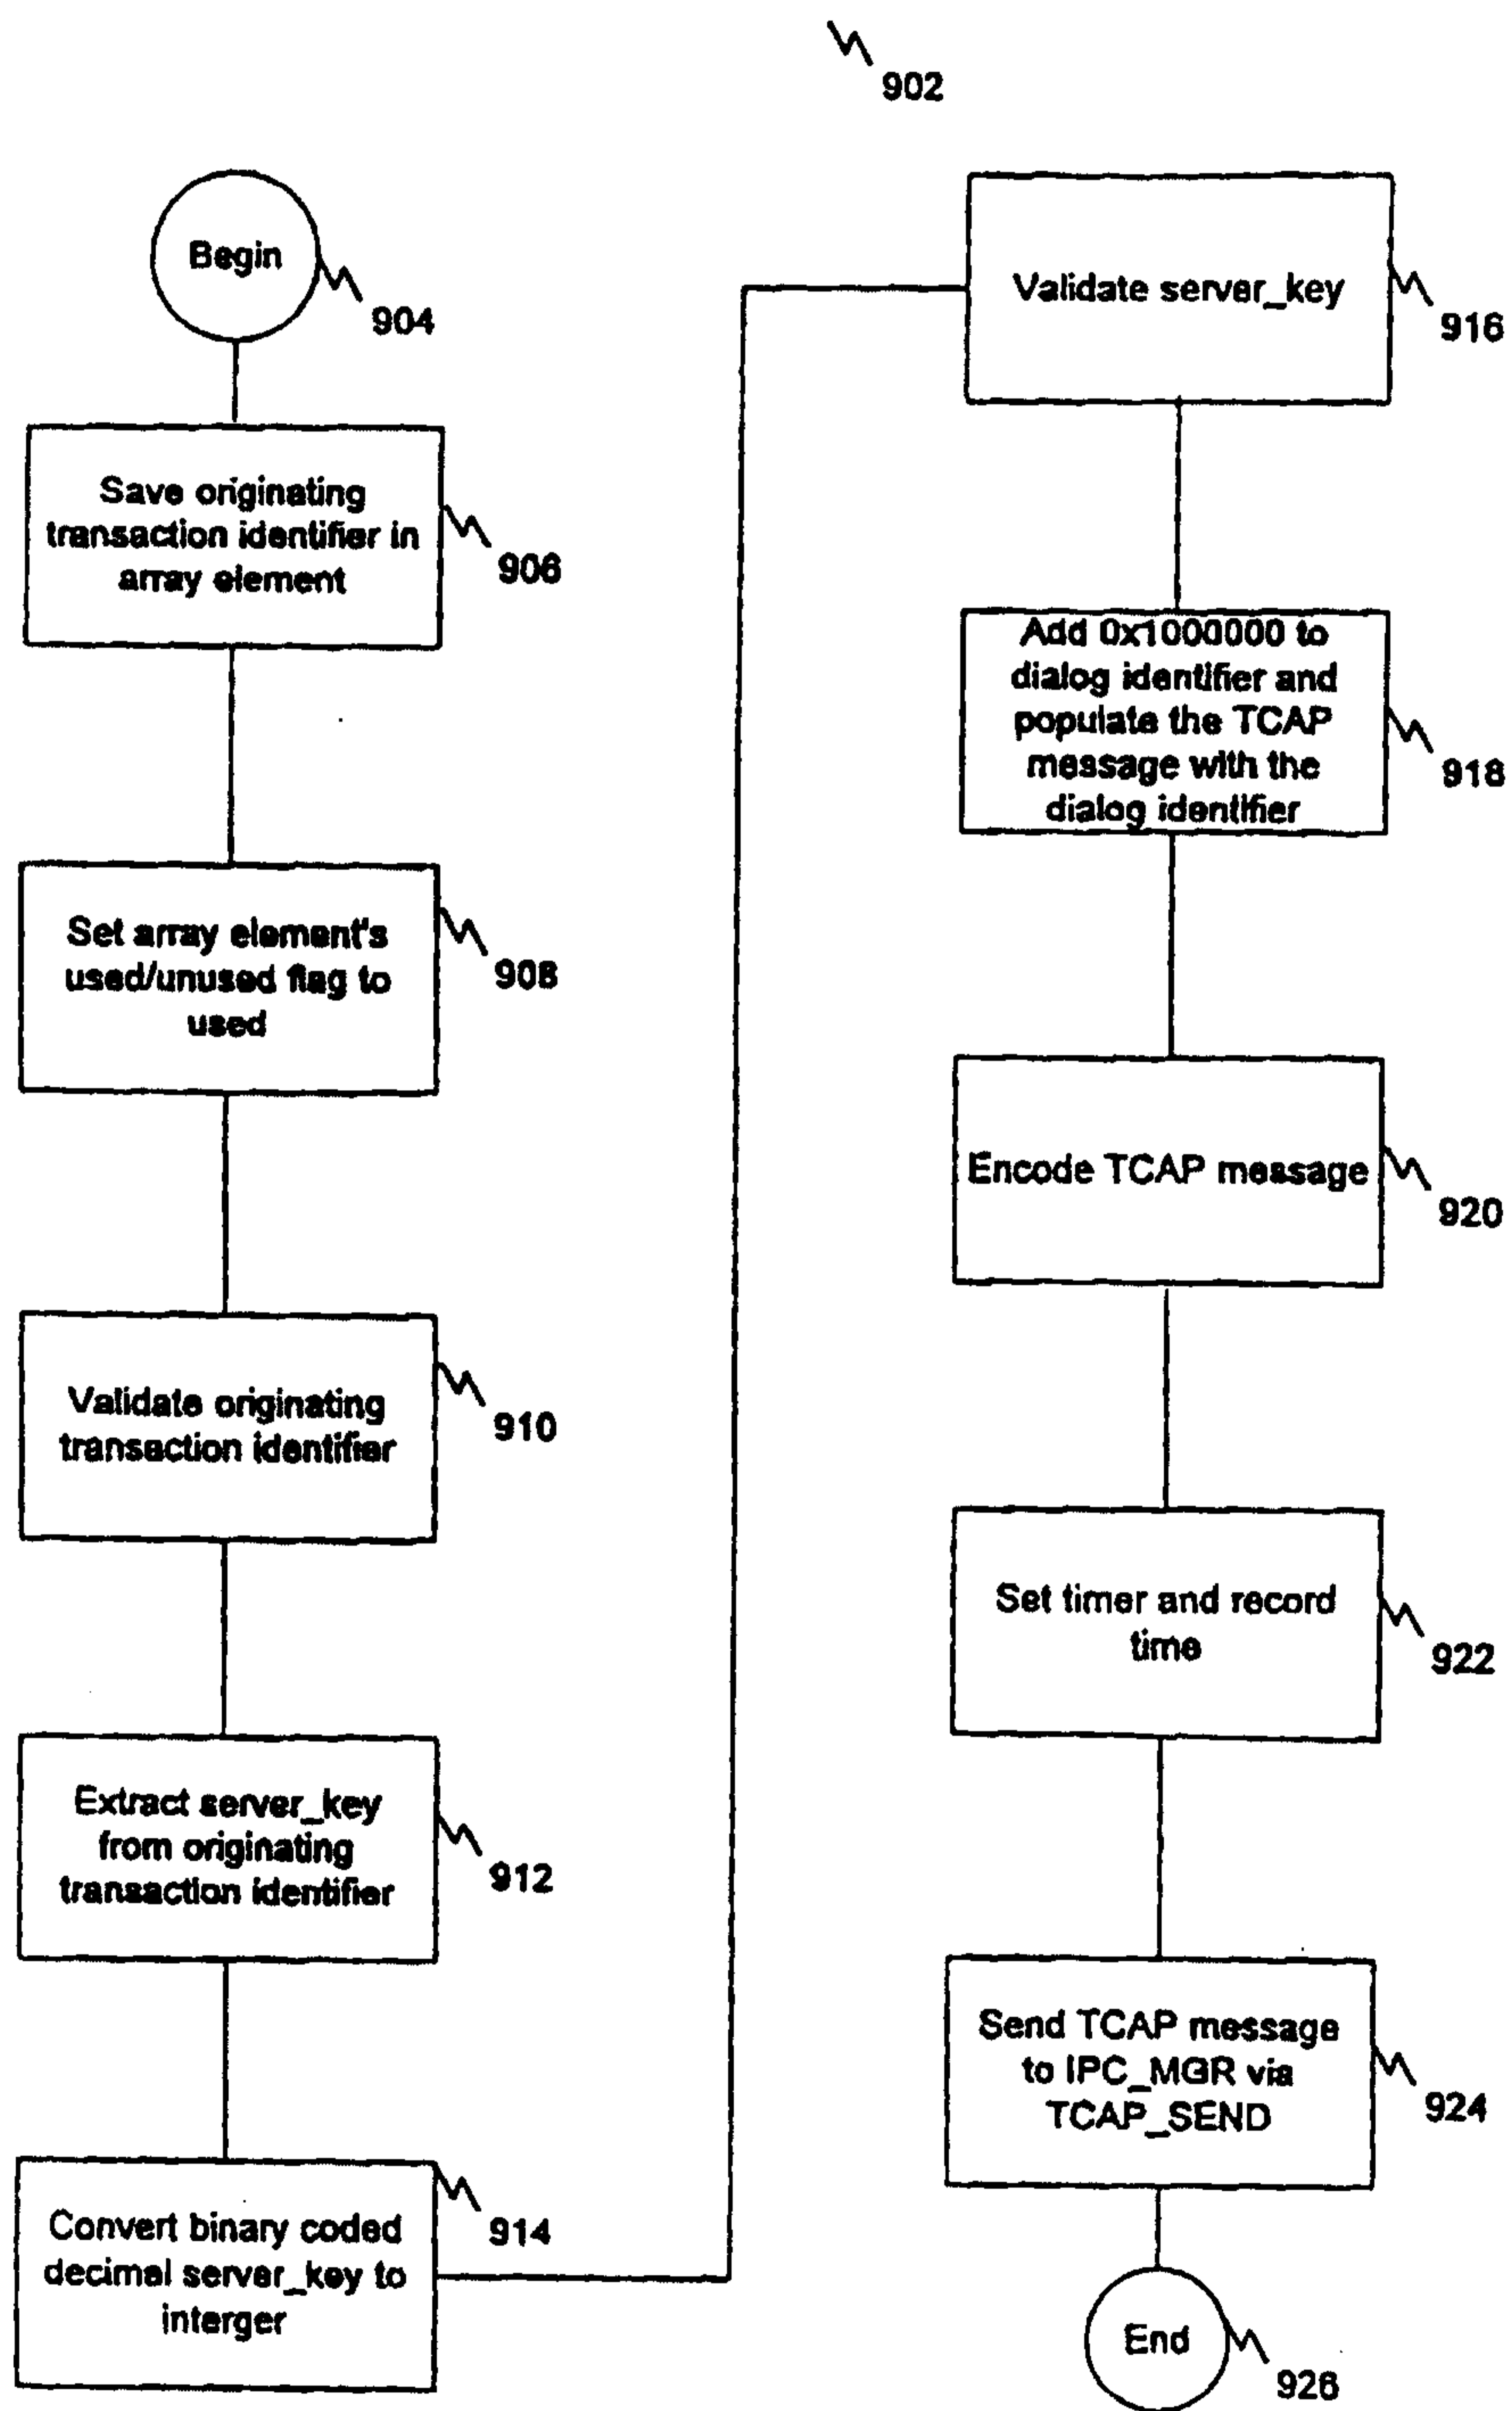 902
Begin
904
Save originating
transaction identifier in
array element
906
Set array element's
used/unused flag to
used
908
Validate originating
transaction identifier
910
Extract server_key
from originating
transaction identifier
912
Convert binary coded
decimal server_key to
interger
914
Validate server_key
916
Add 0x1000000 to
dialog identifier and
populate the TCAP
message with the
dialog identifier
918
Encode TCAP message
920
Set timer and record
time
922
Send TCAP message
to IPC_MGR via
TCAP_SEND
924
End
926